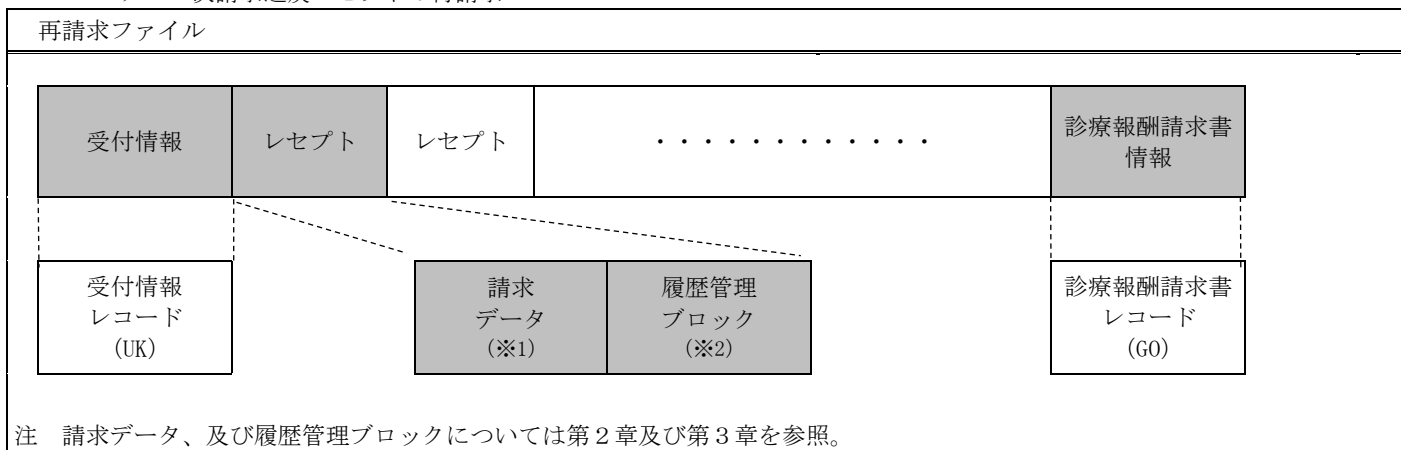 再請求ファイル
受付情報
レセプト
レセプト
・・・・・・・・・・・・
診療報酬請求書
情報
受付情報
レコード
(UK)
請求
データ
(※1)
履歴管理
ブロック
(※2)
診療報酬請求書
レコード
(GO)
注　請求データ、及び履歴管理ブロックについては第２章及び第３章を参照。